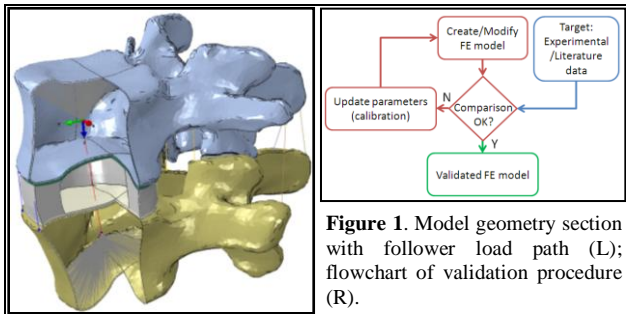 Create/Modify
FE model
Target:
Experimental
/Literature
data
Update parameters
(calibration)
N
Comparison
OK?
Y
Validated FE model
Figure 1. Model geometry section
with follower load path (L);
flowchart of validation procedure
(R).